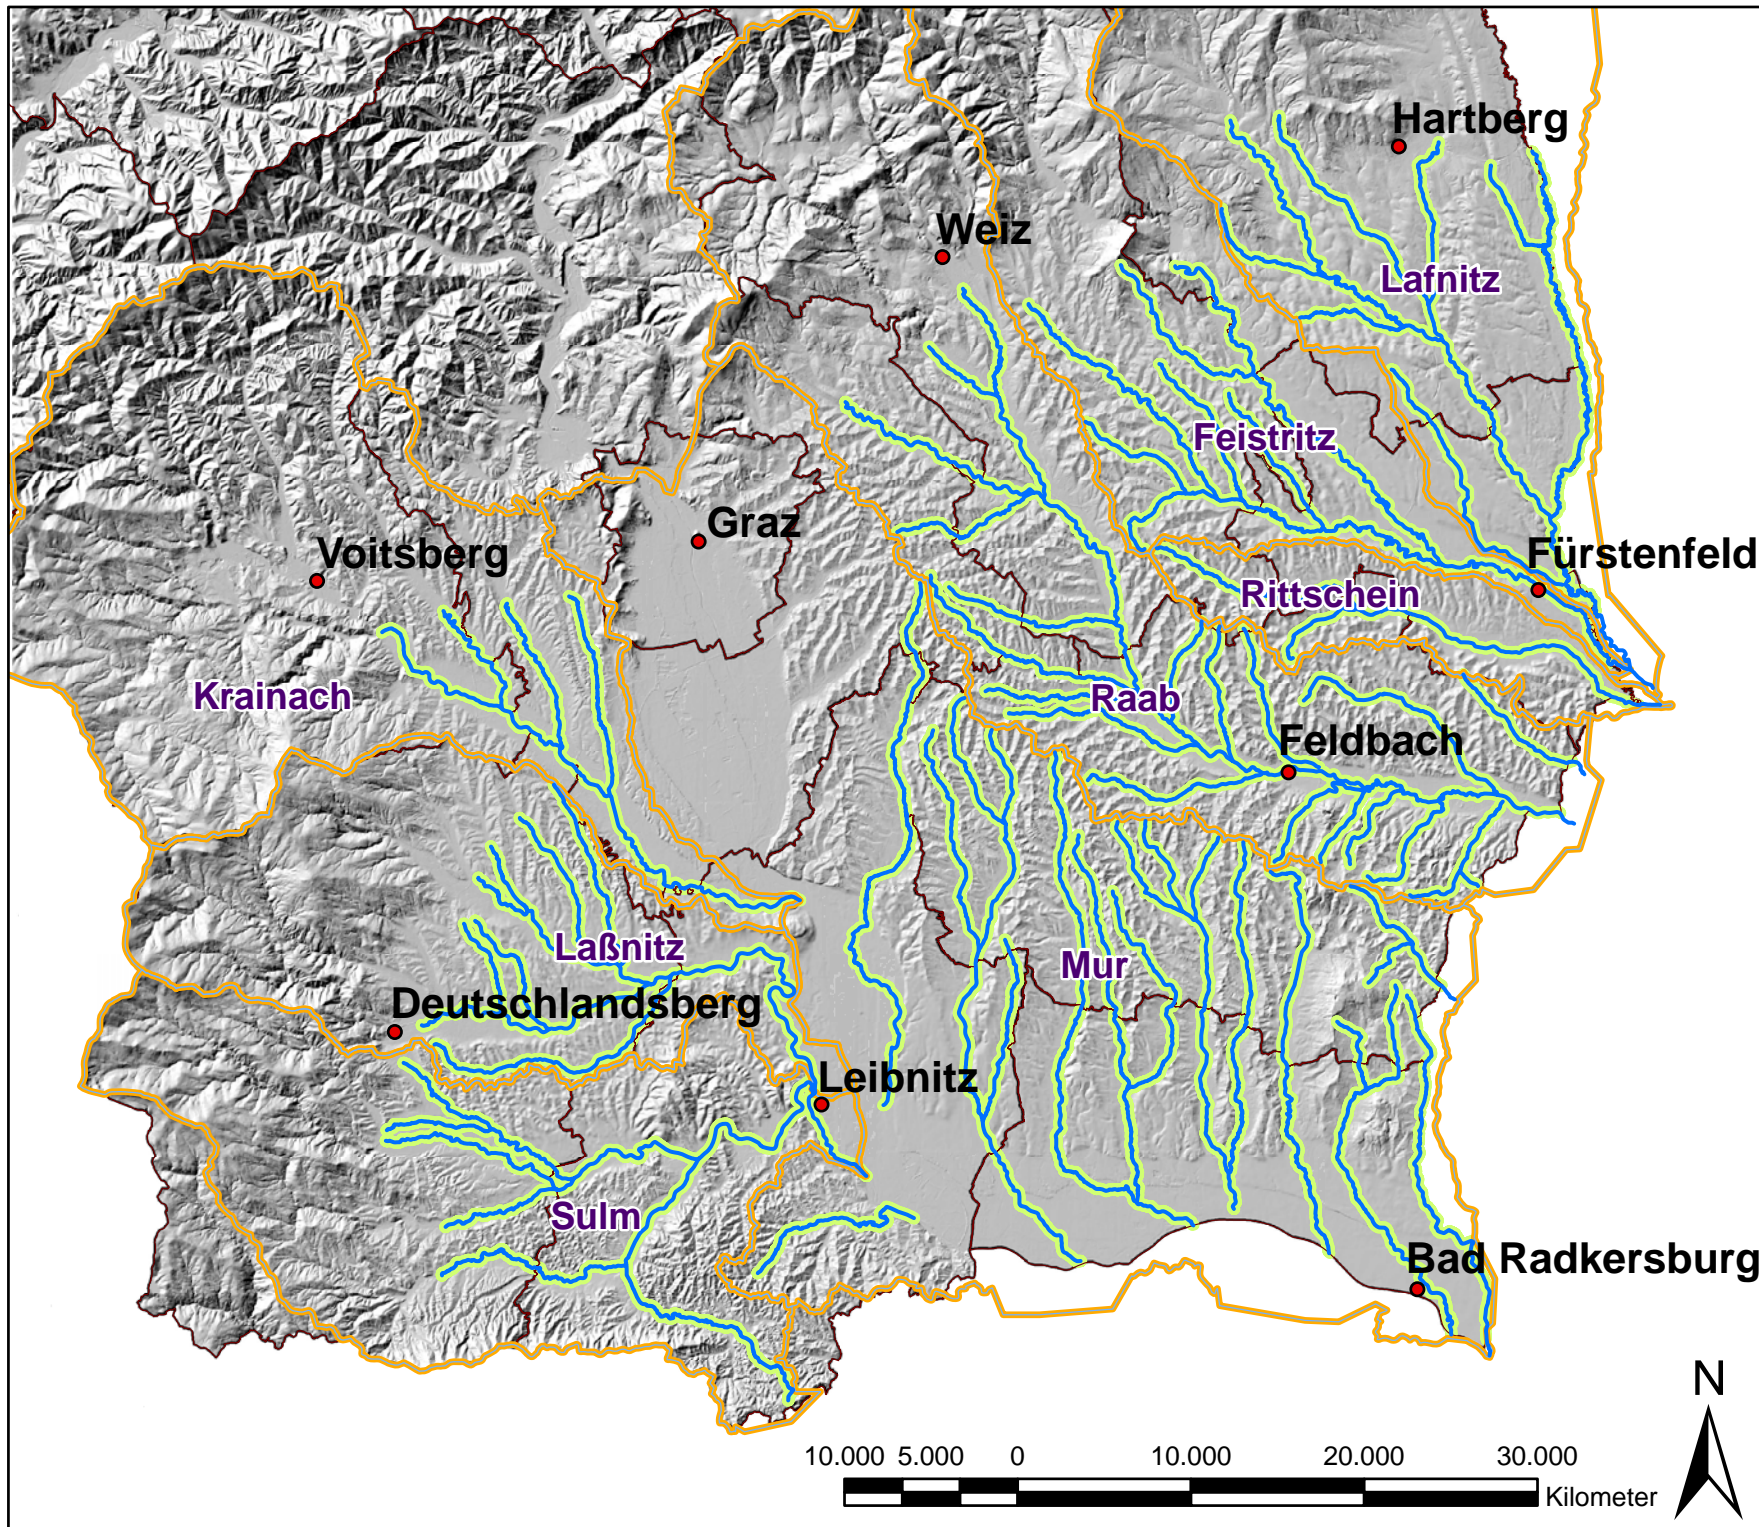 Hartberg
Weiz
Lafnitz
Feistritz
Graz
Voitsberg
Fürstenfeld
Rittschein
Krainach
Raab
Feldbach
Laßnitz
Mur
Deutschlandsberg
Leibnitz
Sulm
Bad Radkersburg
N
10.000 5.000 0 10.000 20.000 30.000
Kilometer